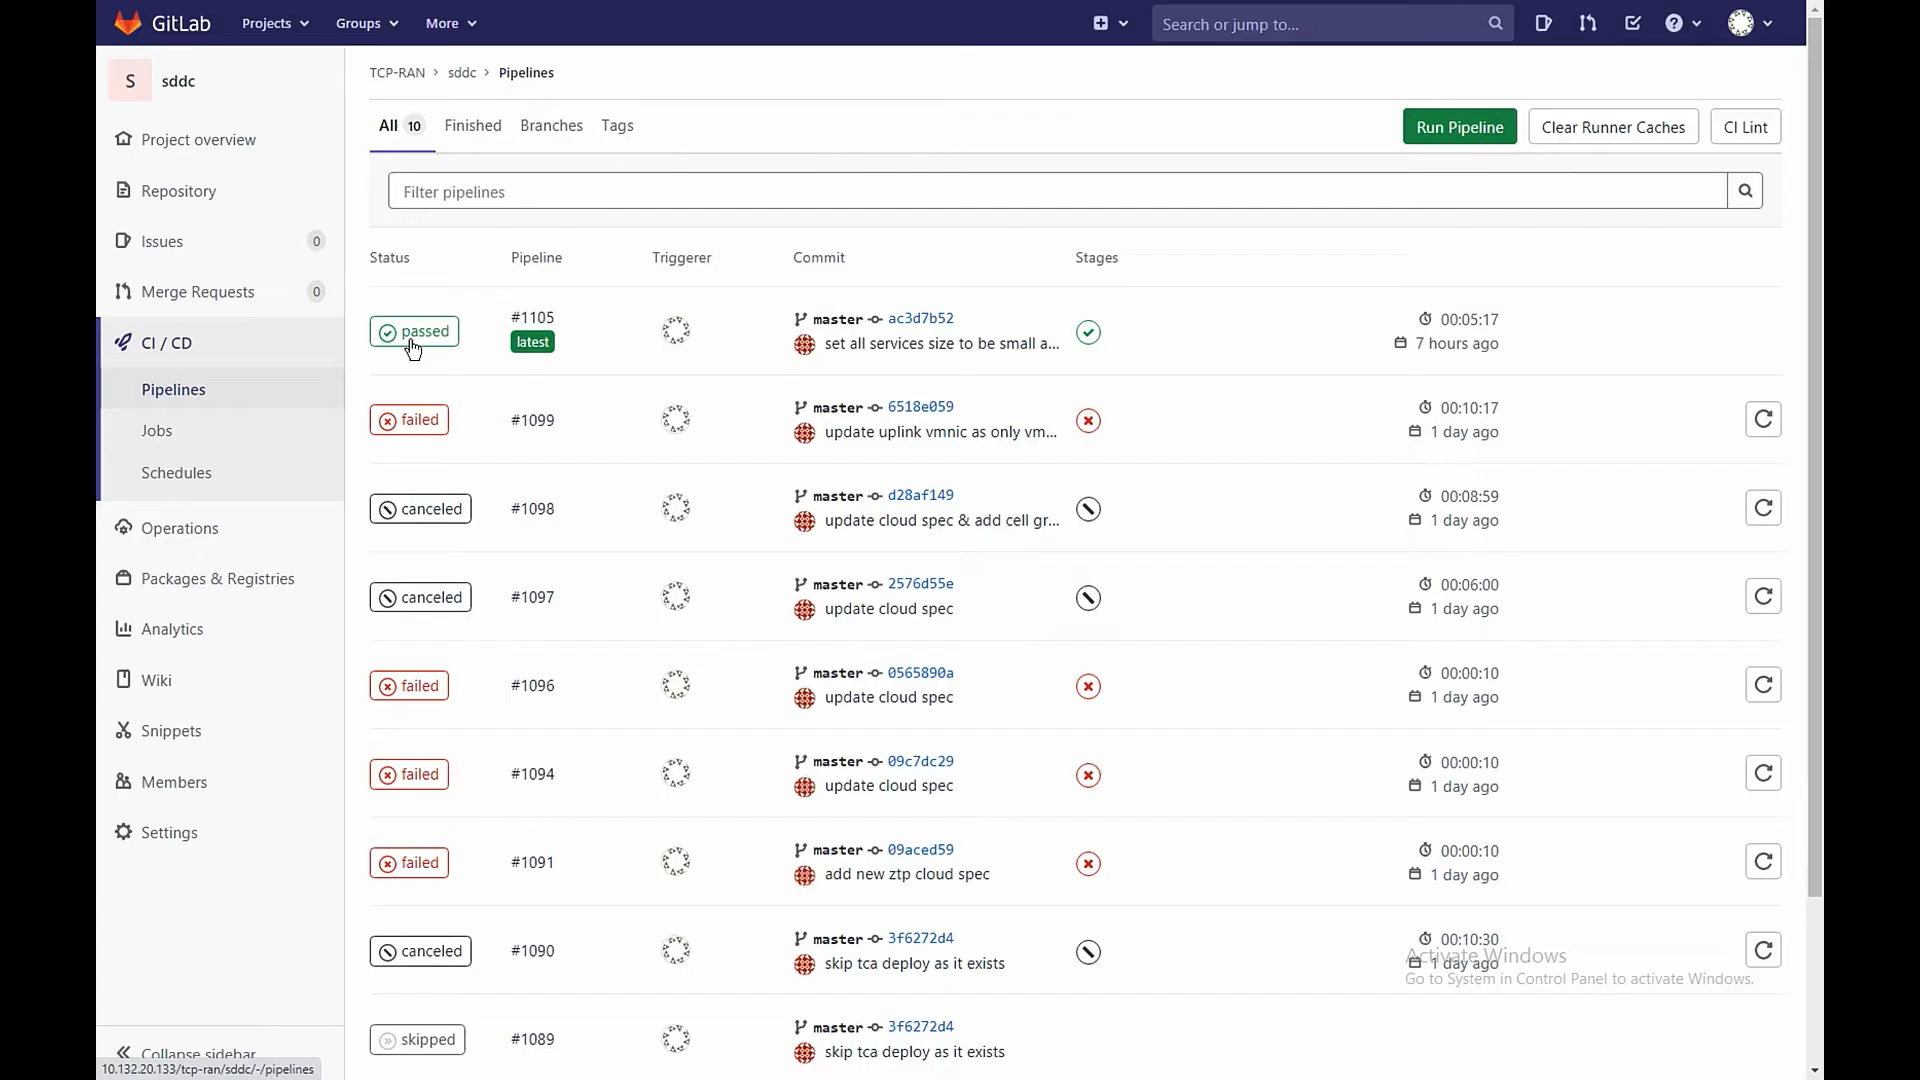 GitLab Projects Groups More Search or jump to...
S sddc
Project overview
Repository
Issues 0
Merge Requests 0
CI / CD
Pipelines
Jobs
Schedules
Operations
Packages & Registries
Analytics
Wiki
Snippets
Members
Settings
Collapse sidebar
10.132.20.133/tcp-ran/sddc/-/pipelines
TCP-RAN › sddc › Pipelines
All 10 Finished Branches Tags Run Pipeline Clear Runner Caches CI Lint
Filter pipelines
Status Pipeline Triggerer Commit Stages
passed #1105 master ac3d7b52 00:05:17
latest set all services size to be small a... 7 hours ago
failed #1099 master 6518e059 00:10:17
update uplink vmnic as only vm... 1 day ago
canceled #1098 master d28af149 00:08:59
update cloud spec & add cell gr... 1 day ago
canceled #1097 master 2576d55e 00:06:00
update cloud spec 1 day ago
failed #1096 master 0565890a 00:00:10
update cloud spec 1 day ago
failed #1094 master 09c7dc29 00:00:10
update cloud spec 1 day ago
failed #1091 master 09aced59 00:00:10
add new ztp cloud spec 1 day ago
canceled #1090 master 3f6272d4 00:10:30
skip tca deploy as it exists 1 day ago
Activate Windows
Go to System in Control Panel to activate Windows.
skipped #1089 master 3f6272d4
skip tca deploy as it exists